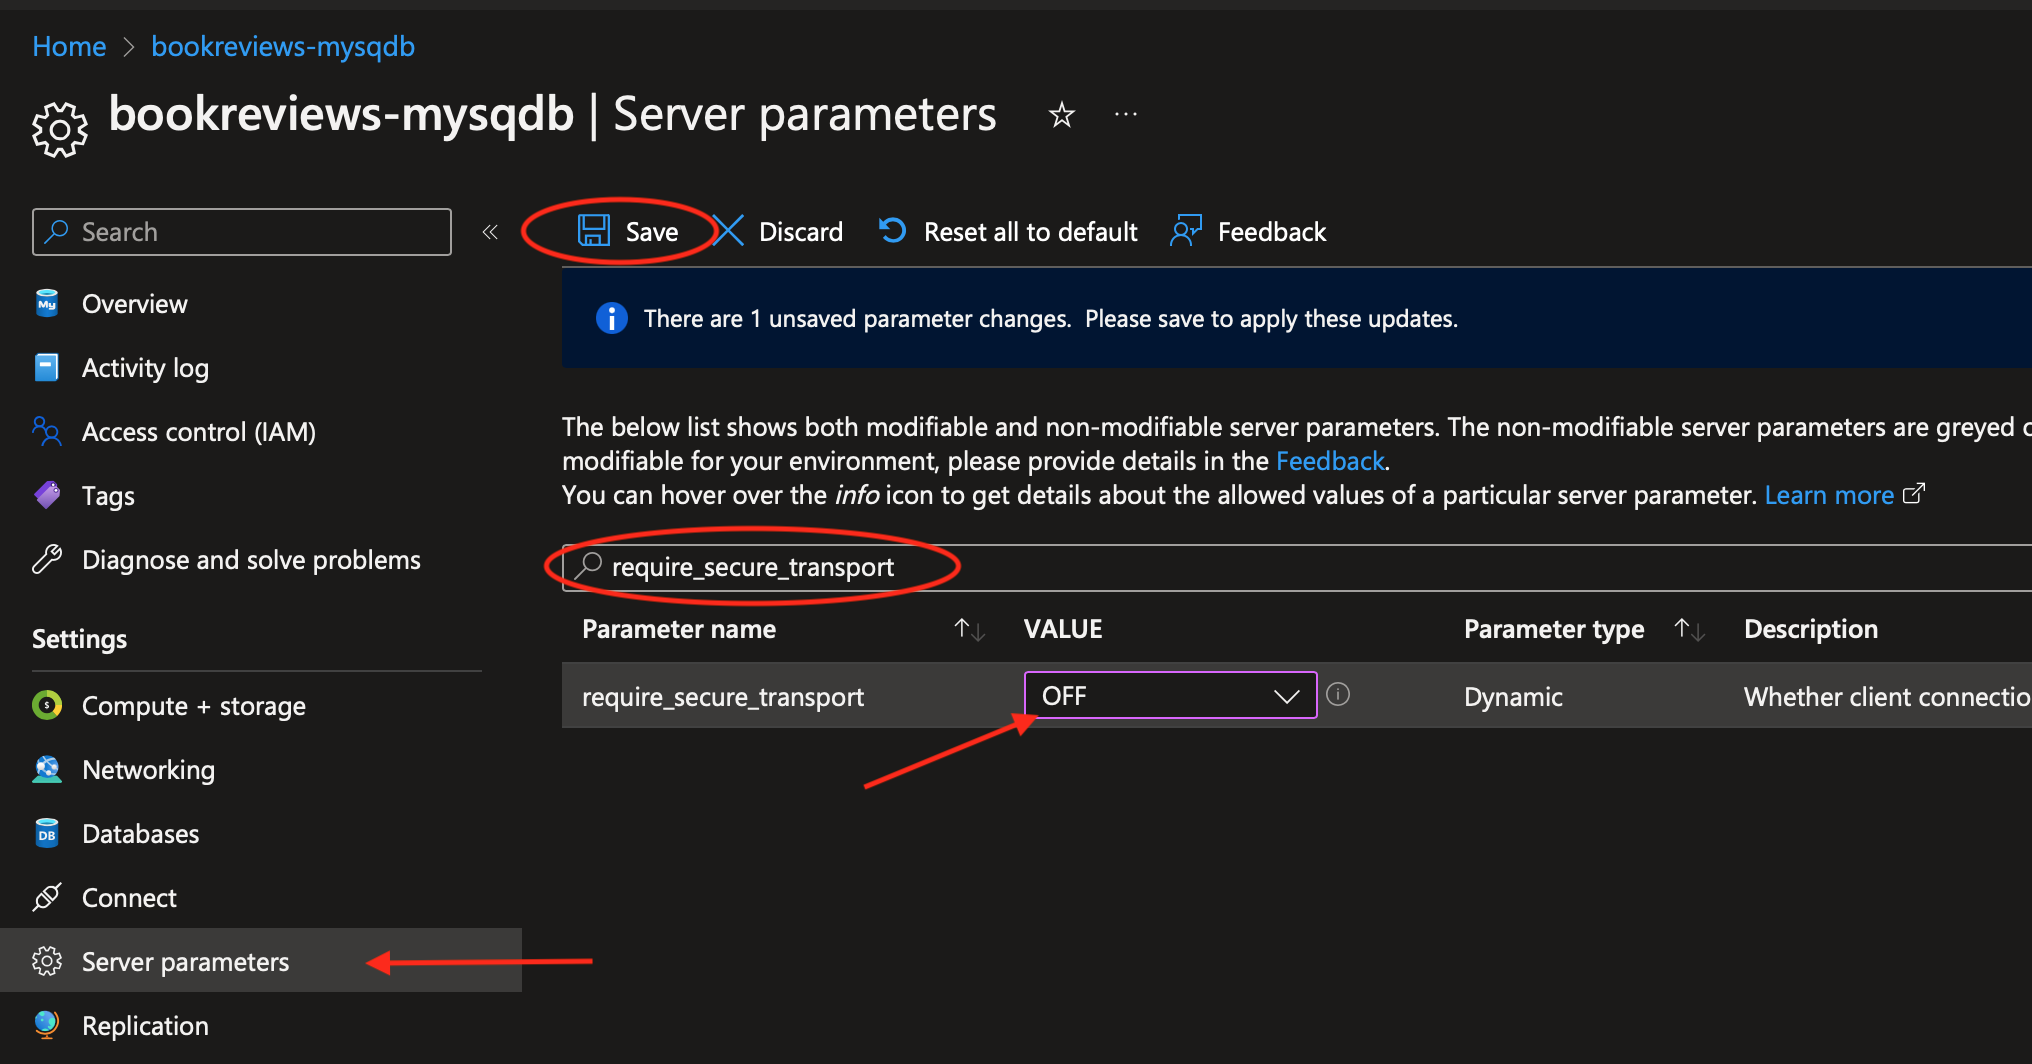 Home > bookreviews-mysqdb
bookreviews-mysqdb | Server parameters ...
Search
«
Save
Discard
Reset all to default
Feedback
Overview
Activity log
Access control (IAM)
Tags
Diagnose and solve problems
Settings
Compute + storage
Networking
Databases
Connect
Server parameters
Replication
There are 1 unsaved parameter changes.  Please save to apply these updates.
The below list shows both modifiable and non-modifiable server parameters. The non-modifiable server parameters are greyed
modifiable for your environment, please provide details in the Feedback.
You can hover over the info icon to get details about the allowed values of a particular server parameter. Learn more
require_secure_transport
Parameter name VALUE Parameter type Description
require_secure_transport OFF Dynamic Whether client connectio